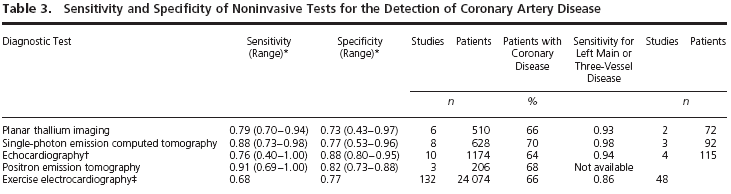 Table 3. Sensitivity and Specificity of Noninvasive Tests for the Detection of Coronary Artery Disease
Diagnostic Test Sensitivity (Range)* Specificity (Range)* Studies Patients Patients with Coronary Disease Sensitivity for Left Main or Three-Vessel Disease Studies Patients
n % n
Planar thallium imaging 0.79 (0.70–0.94) 0.73 (0.43–0.97) 6 510 66 0.93 2 72
Single-photon emission computed tomography 0.88 (0.73–0.98) 0.77 (0.53–0.96) 8 628 70 0.98 3 92
Echocardiography† 0.76 (0.40–1.00) 0.88 (0.80–0.95) 10 1174 64 0.94 4 115
Positron emission tomography 0.91 (0.69–1.00) 0.82 (0.73–0.88) 3 206 68 Not available
Exercise electrocardiography‡ 0.68 0.77 132 24 074 66 0.86 48